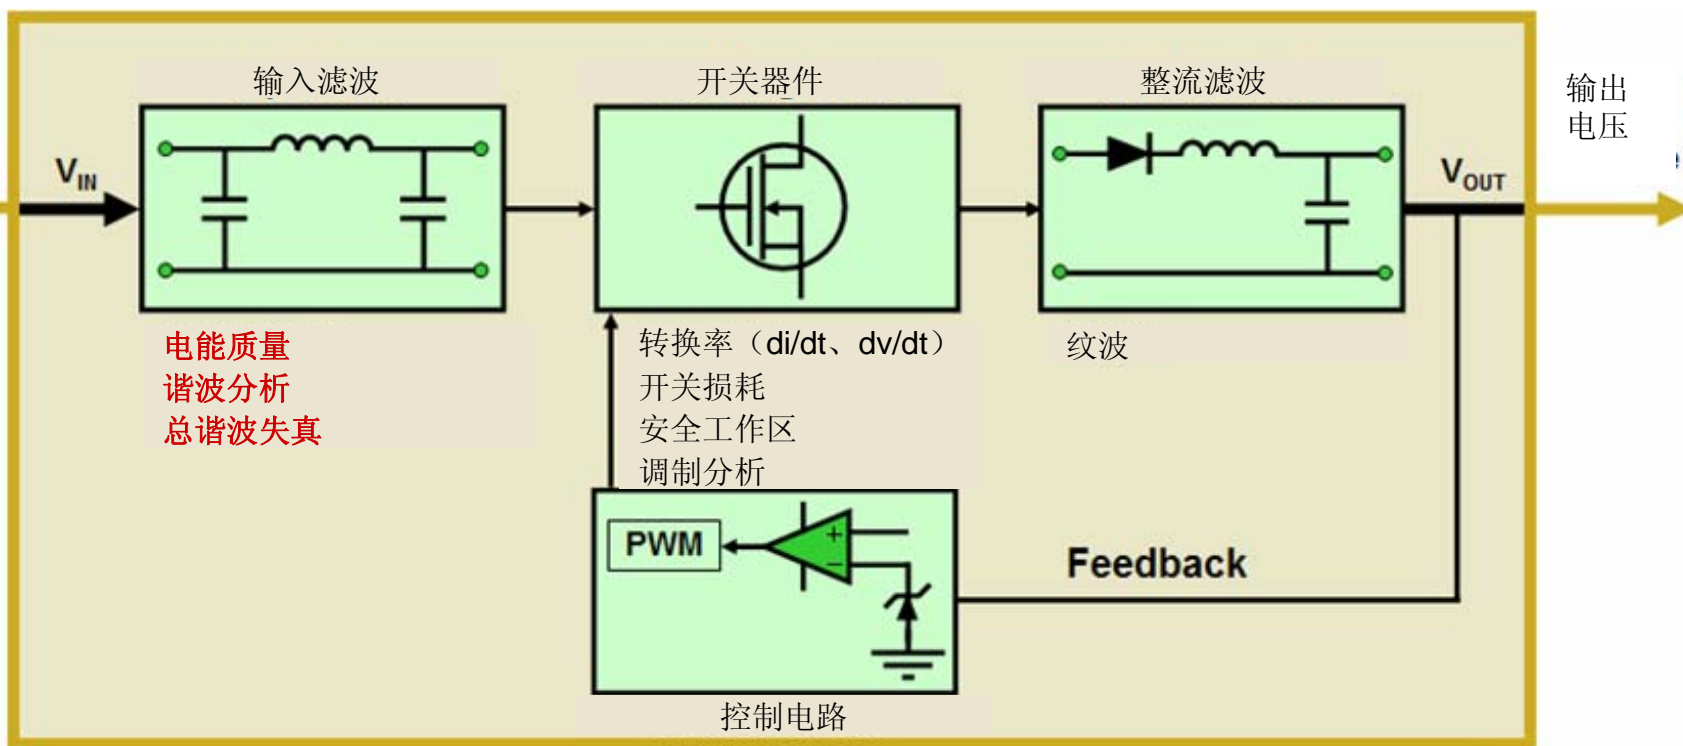 输入滤波
开关器件
整流滤波
输出
电压
VIN
VOUT
电能质量
谐波分析
总谐波失真
转换率（di/dt、dv/dt）
开关损耗
安全工作区
调制分析
纹波
PWM
+
−
Feedback
控制电路